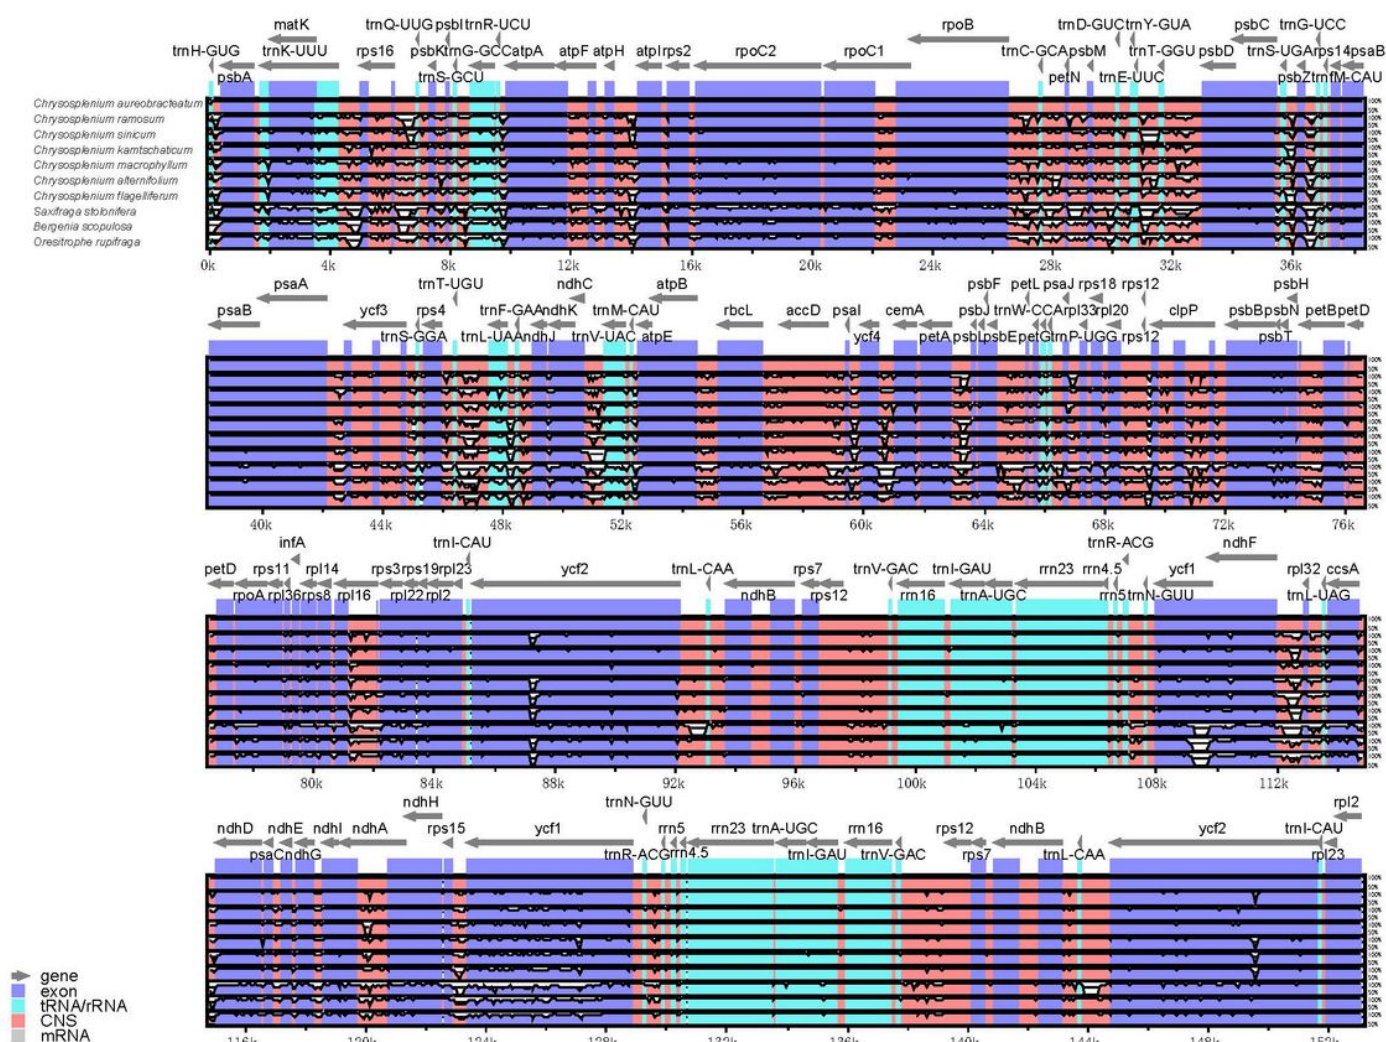 matK trnQ-UUG psbI trnR-UCU rpoB trnD-GUC trnY-GUA psbC trnG-UCC
trnH-GUG trnK-UUU rps16 psbK trnG-GCC atpA atpF atpH atpI rps2 rpoC2 rpoC1 trnC-GCA psbM trnT-GGU psbD trnS-UGA rps14 psaB
psbA trnS-GCU petN trnE-UUC psbZ trnfM-CAU
Chrysosplenium aureobracteatum
Chrysosplenium ramosum
Chrysosplenium sinicum
Chrysosplenium kamtschaticum
Chrysosplenium macrophyllum
Chrysosplenium alternifolium
Chrysosplenium flagelliferum
Saxifraga stolonifera
Bergenia scopulosa
Oresitrophe rupifraga
0k 4k 8k 12k 16k 20k 24k 28k 32k 36k
psaA trnT-UGU ndhC atpB psbF petL psaJ rps18 rps12 psbH
psaB ycf3 rps4 trnF-GAA ndhK trnM-CAU rbcL accD psaI cemA psbJ trnW-CCA rpl33 rpl20 clpP psbB psbN petB petD
trnS-GGA trnL-UAA ndhJ trnV-UAC atpE ycf4 petA psbL psbE petG trnP-UGG rps12 psbT
40k 44k 48k 52k 56k 60k 64k 68k 72k 76k
infA trnI-CAU trnR-ACG ndhF
petD rps11 rpl14 rps3 rps19 rpl23 ycf2 trnL-CAA rps7 trnV-GAC trnI-GAU rrn23 rrn4.5 ycf1 rpl32 ccsA
rpoA rpl36 rps8 rpl16 rpl22 rpl2 ndhB rps12 rrn16 trnA-UGC rrn5 trnN-GUU trnL-UAG
80k 84k 88k 92k 96k 100k 104k 108k 112k
ndhH trnN-GUU rpl2
ndhD ndhE ndhI ndhA rps15 ycf1 rrn5 rrn23 trnA-UGC rrn16 rps12 ndhB ycf2 trnI-CAU
psaC ndhG trnR-ACG rrn4.5 trnI-GAU trnV-GAC rps7 trnL-CAA rpl23
gene
exon
tRNA/rRNA
CNS
mRNA
116k 120k 124k 128k 132k 136k 140k 144k 148k 152k